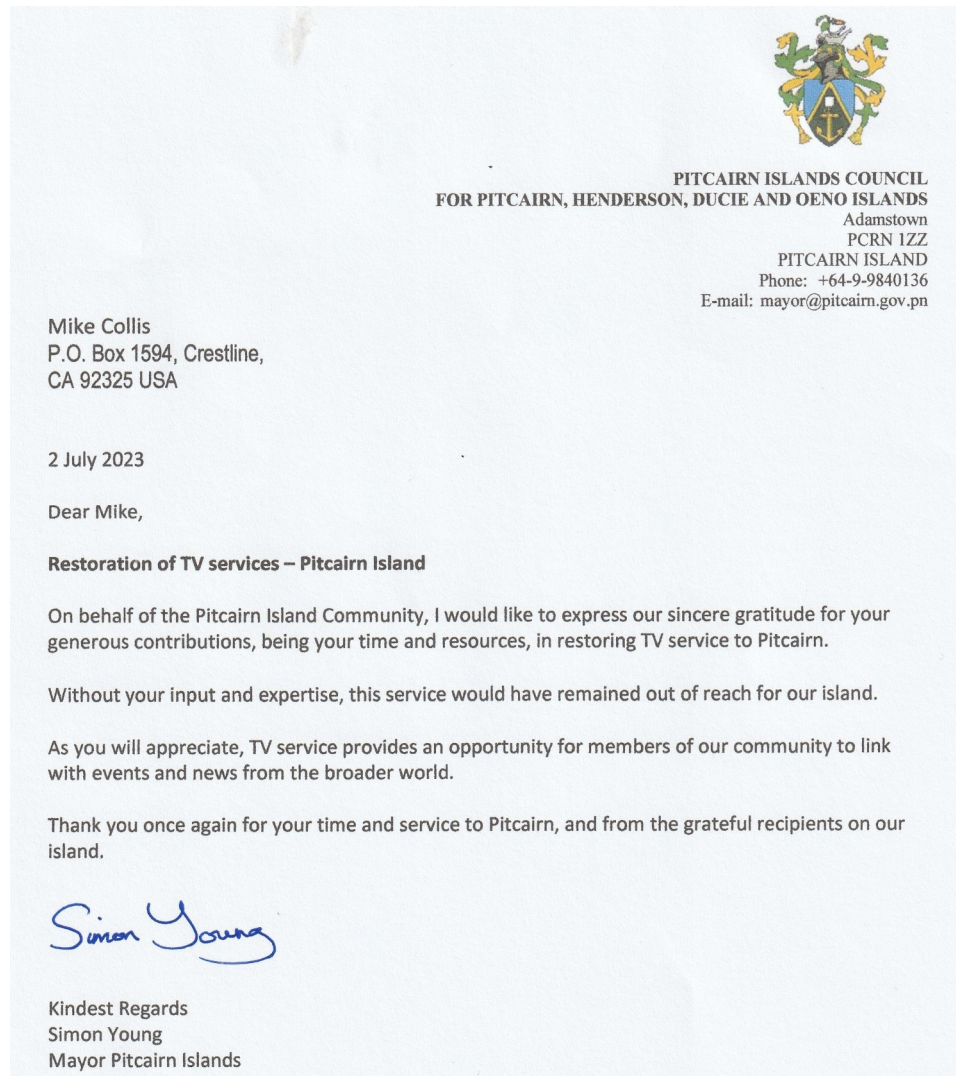 PITCAIRN ISLANDS COUNCIL
FOR PITCAIRN, HENDERSON, DUCIE AND OENO ISLANDS
Adamstown
PCRN 1ZZ
PITCAIRN ISLAND
Phone: +64-9-9840136
E-mail: mayor@pitcairn.gov.pn
Mike Collis
P.O. Box 1594, Crestline,
CA 92325 USA
2 July 2023
Dear Mike,
Restoration of TV services – Pitcairn Island
On behalf of the Pitcairn Island Community, I would like to express our sincere gratitude for your
generous contributions, being your time and resources, in restoring TV service to Pitcairn.
Without your input and expertise, this service would have remained out of reach for our island.
As you will appreciate, TV service provides an opportunity for members of our community to link
with events and news from the broader world.
Thank you once again for your time and service to Pitcairn, and from the grateful recipients on our
island.
Simon Young
Kindest Regards
Simon Young
Mayor Pitcairn Islands